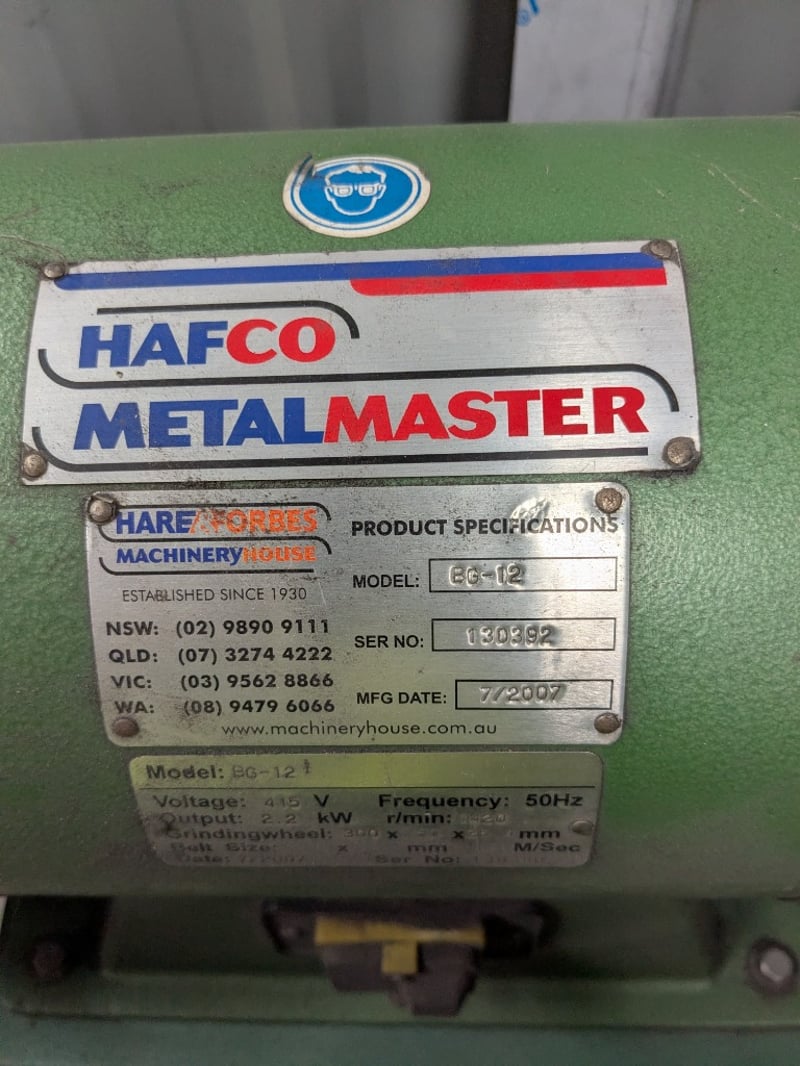 HAFCO
METALMASTER
HARE & FORBES
MACHINERYHOUSE
ESTABLISHED SINCE 1930
NSW: (02) 9890 9111
QLD: (07) 3274 4222
VIC: (03) 9562 8866
WA: (08) 9479 6066
www.machineryhouse.com.au
PRODUCT SPECIFICATIONS
MODEL: BG-12
SER NO: 130392
MFG DATE: 7/2007
Model: BG-12
Voltage: 415 V Frequency: 50Hz
Output: 2.2 kW r/min:
Grindingwheel: 300 x x mm
Belt Size: x mm M/Sec
Date: 7/2007 Ser No: